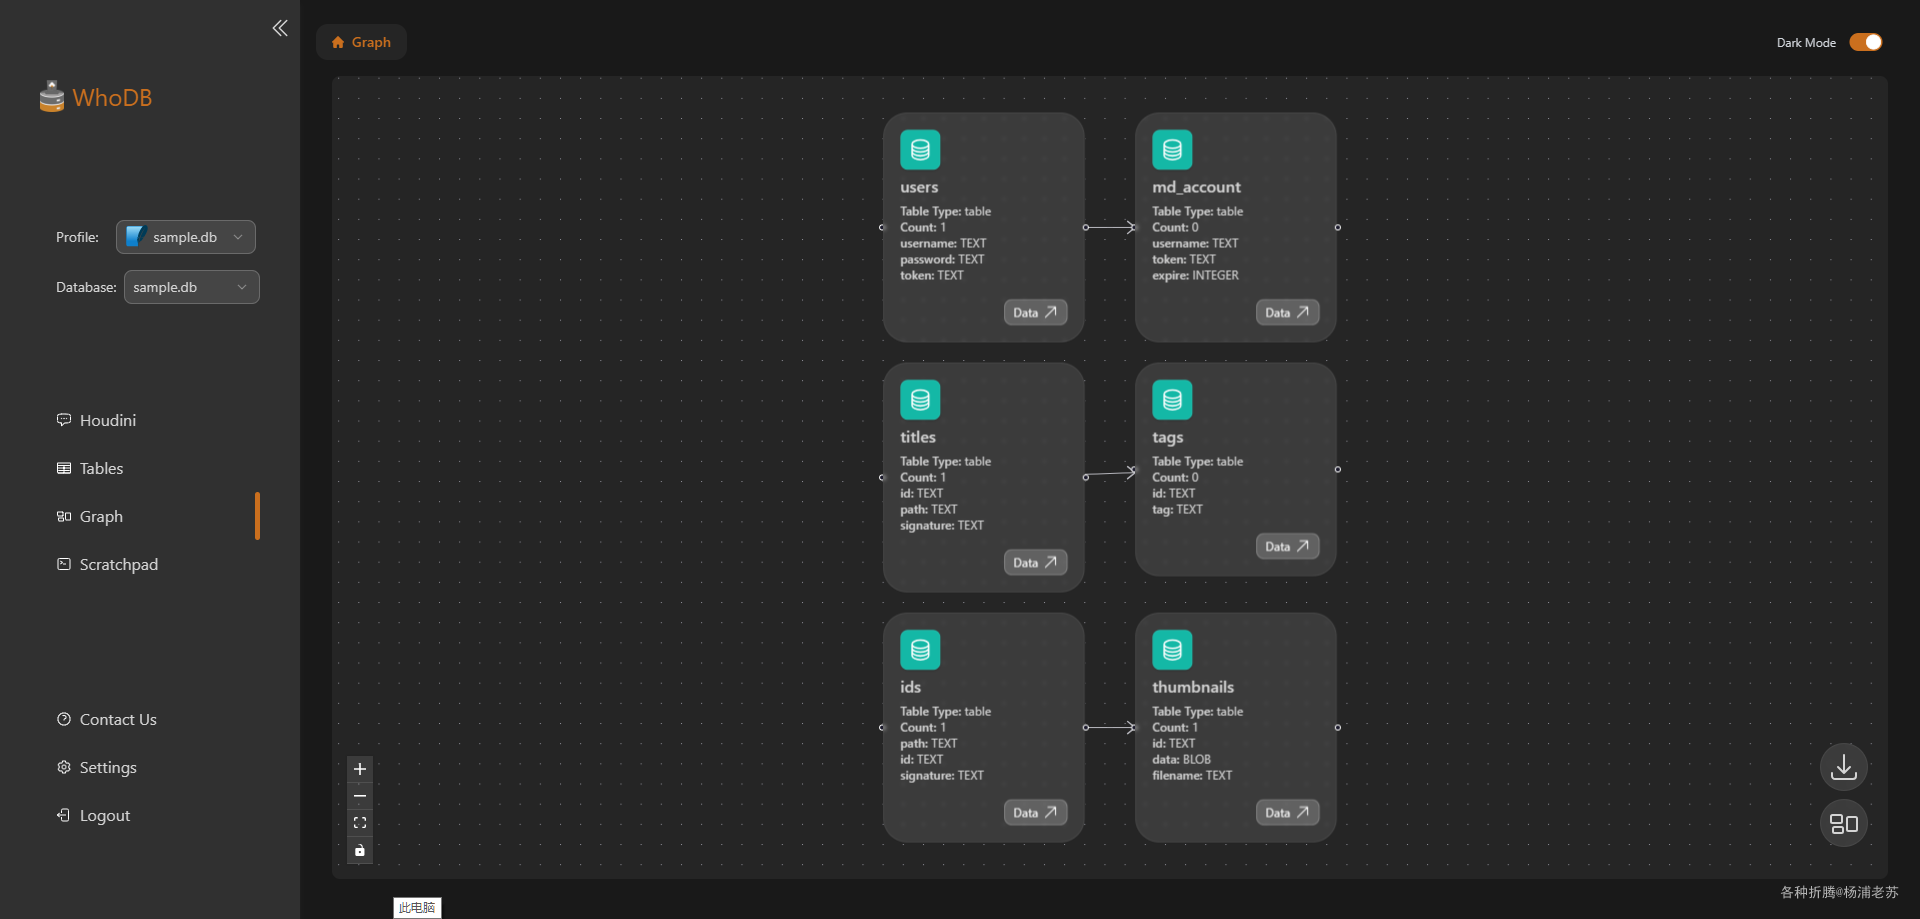 WhoDB
Profile: sample.db
Database: sample.db
Houdini
Tables
Graph
Scratchpad
Contact Us
Settings
Logout
Graph
Dark Mode
users
Table Type: table
Count: 1
username: TEXT
password: TEXT
token: TEXT
Data
md_account
Table Type: table
Count: 0
username: TEXT
token: TEXT
expire: INTEGER
Data
titles
Table Type: table
Count: 1
id: TEXT
path: TEXT
signature: TEXT
Data
tags
Table Type: table
Count: 0
id: TEXT
tag: TEXT
Data
ids
Table Type: table
Count: 1
path: TEXT
id: TEXT
signature: TEXT
Data
thumbnails
Table Type: table
Count: 1
id: TEXT
data: BLOB
filename: TEXT
Data
各种折腾@杨浦老苏
此电脑